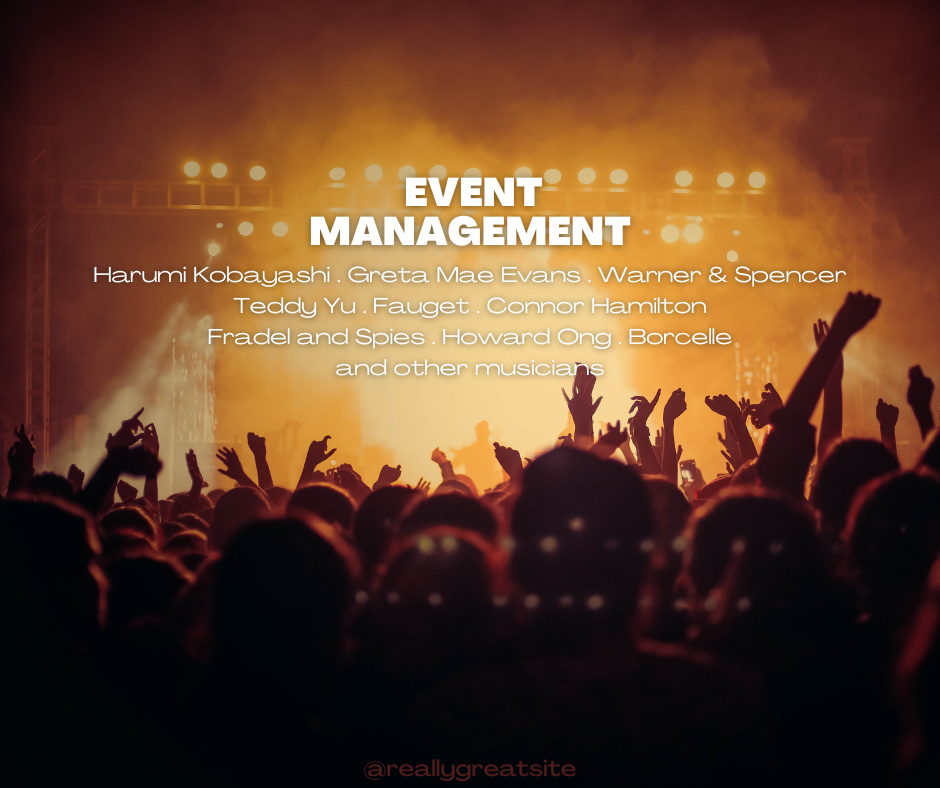 EVENT
MANAGEMENT
Harumi Kobayashi . Greta Mae Evans . Warner & Spencer
Teddy Yu . Fauget . Connor Hamilton
Fradel and Spies . Howard Ong . Borcelle
and other musicians
@reallygreatsite